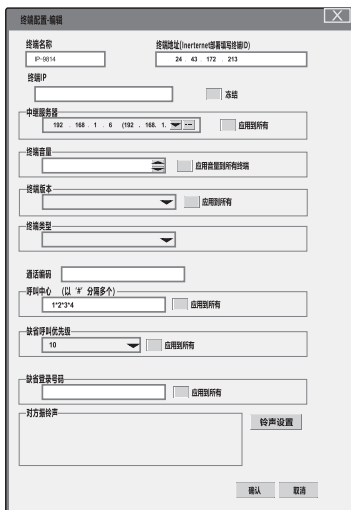 终端配置-编辑
终端名称
终端地址(Inerternet部署填写终端ID)
IP-9814
24 . 43 . 172 . 213
终端IP
冻结
中继服务器
192 . 168 . 1 . 6 (192 . 168. 1.
应用到所有
终端音量
应用音量到所有终端
终端版本
应用到所有
终端类型
通话编码
呼叫中心 (以 '#' 分隔多个)
1*2*3*4
应用到所有
缺省呼叫优先级
10
应用到所有
缺省登录号码
应用到所有
对方振铃声
铃声设置
确认 取消